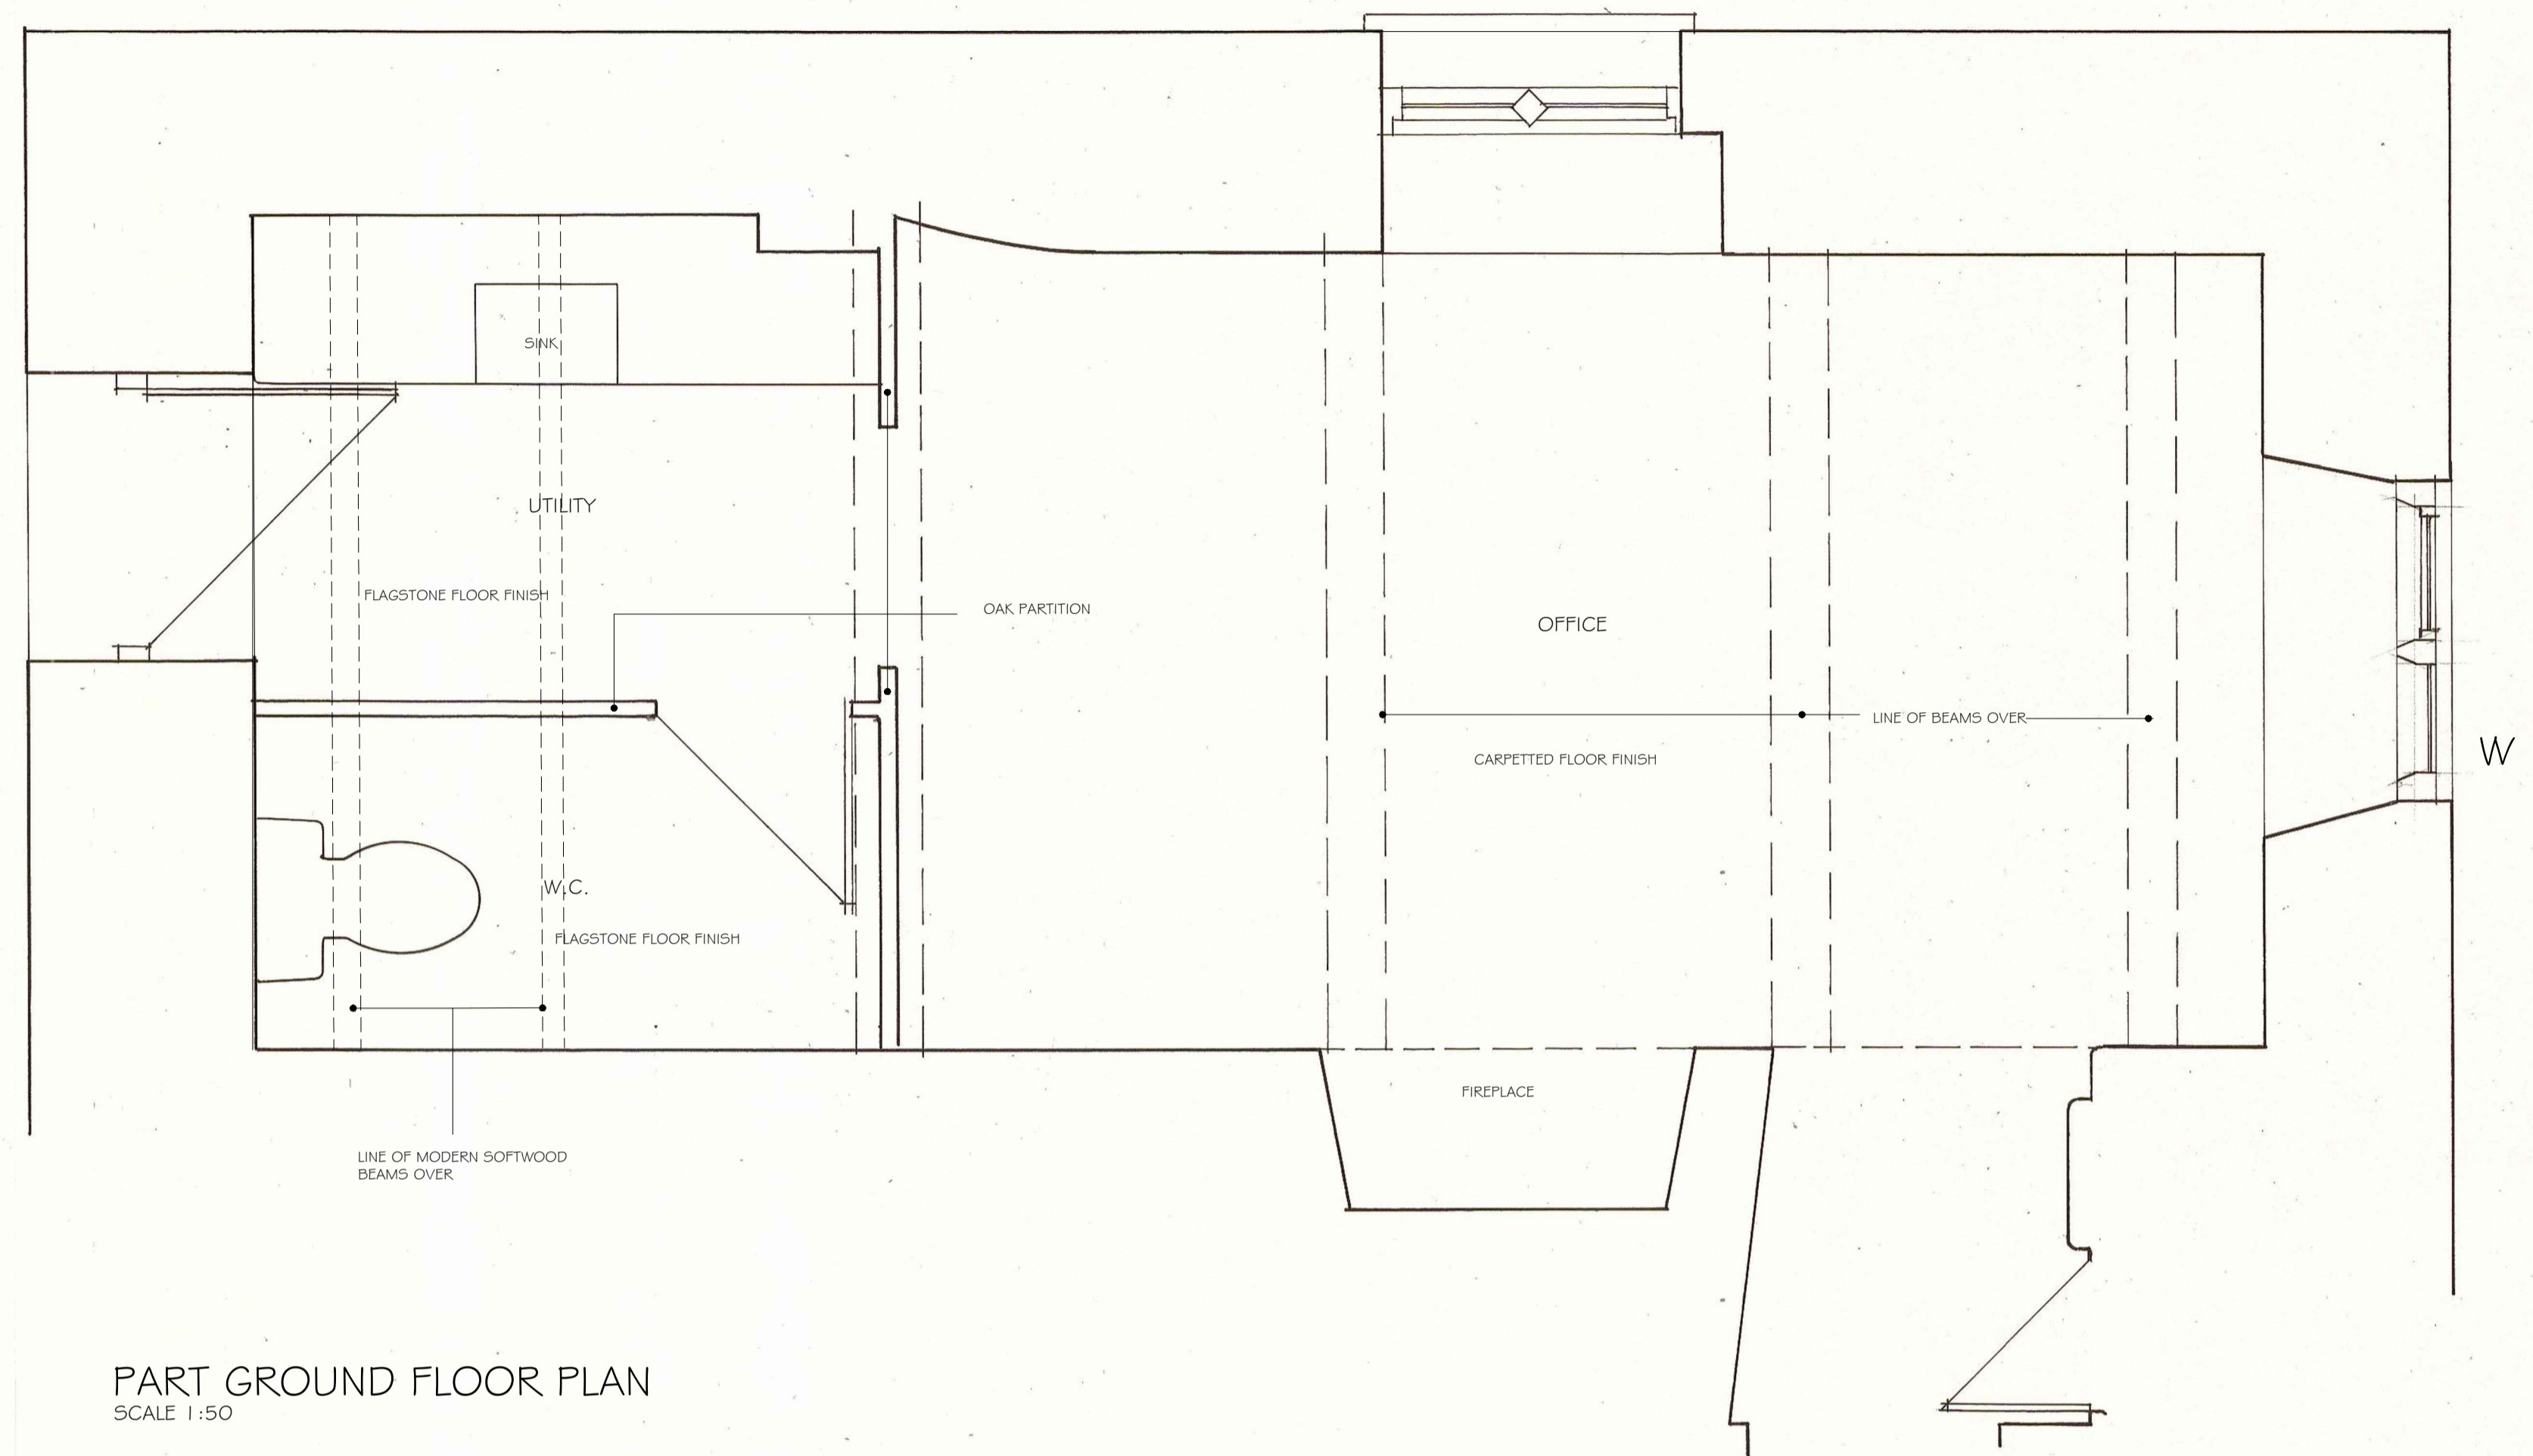 SINK
UTILITY
FLAGSTONE FLOOR FINISH
OAK PARTITION
OFFICE
LINE OF BEAMS OVER
W
CARPETTED FLOOR FINISH
W.C.
FLAGSTONE FLOOR FINISH
FIREPLACE
LINE OF MODERN SOFTWOOD
BEAMS OVER
PART GROUND FLOOR PLAN
SCALE 1:50